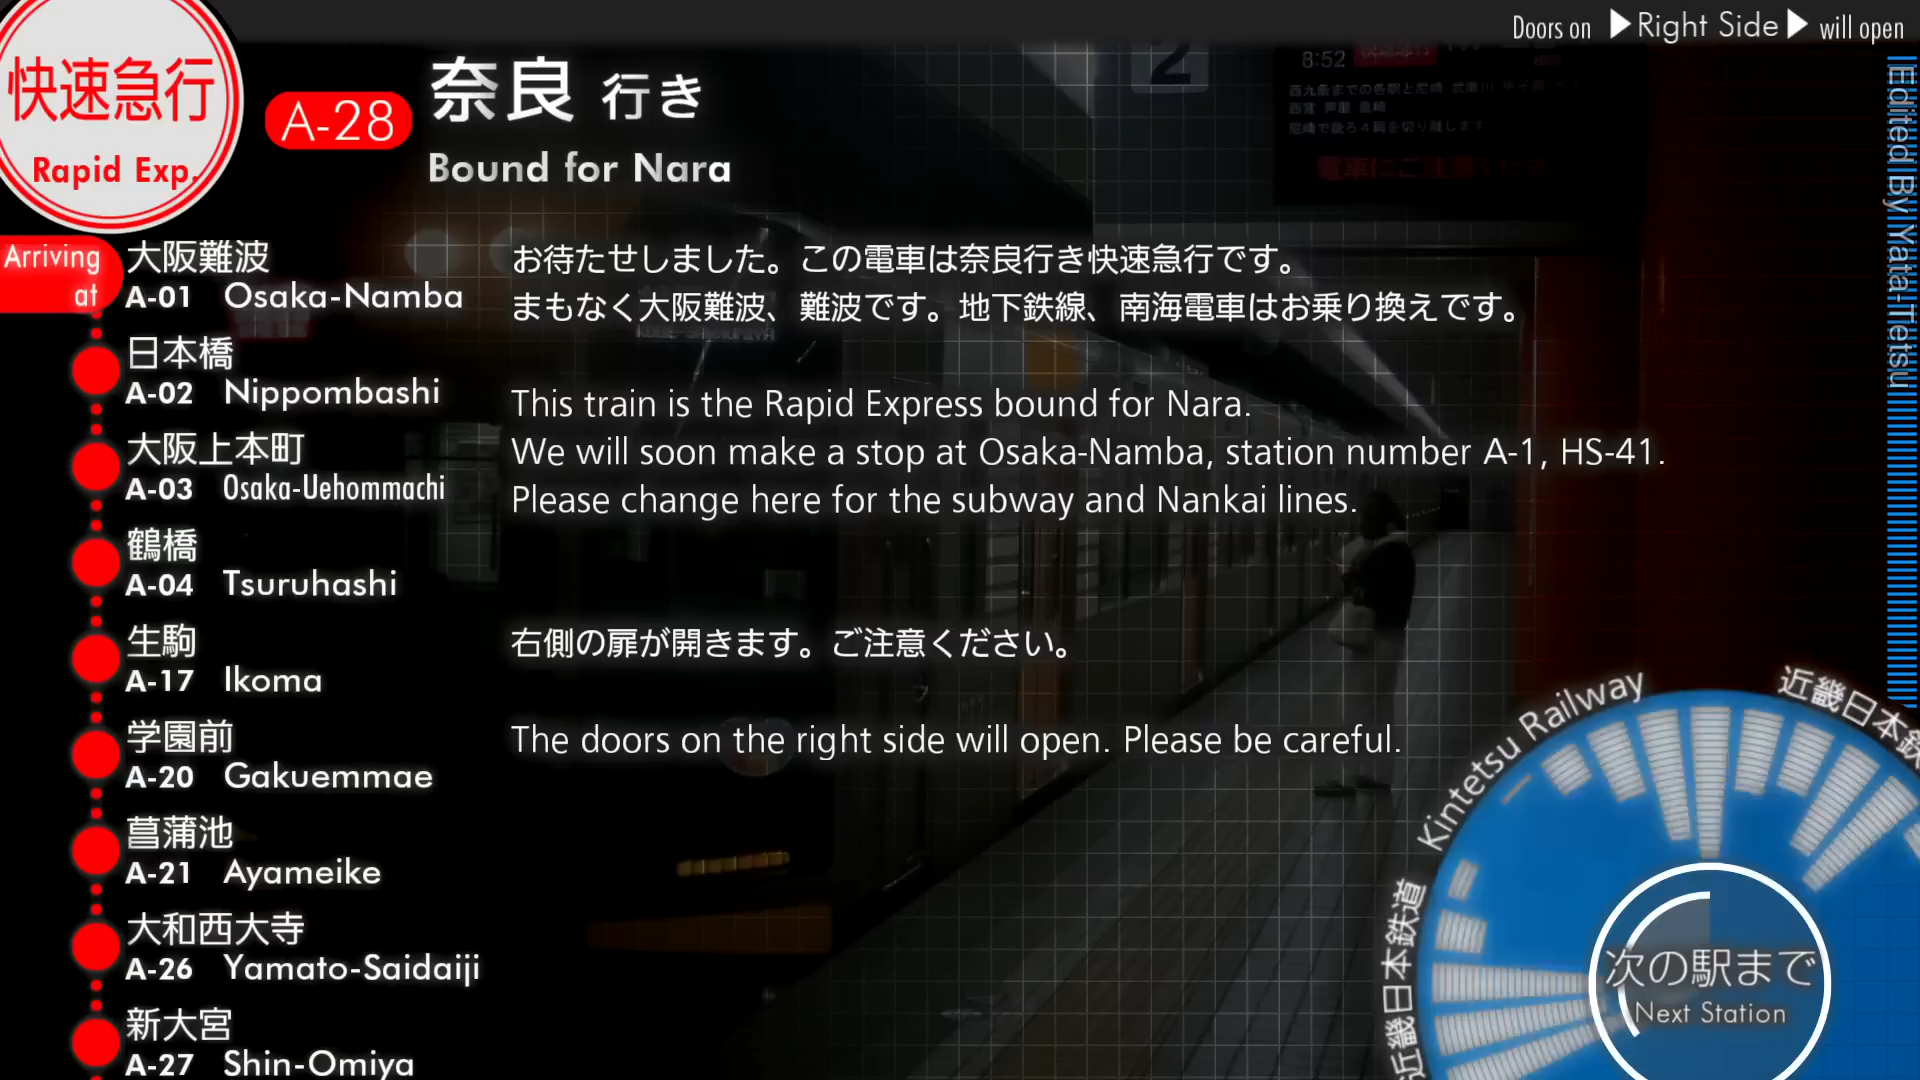 Doors on ▶Right Side▶ will open
快速急行
Rapid Exp.
A-28
奈良 行き
Bound for Nara
2
8:52
Edited By Yata-Tetsu
Arriving at
大阪難波
A-01 Osaka-Namba
日本橋
A-02 Nippombashi
大阪上本町
A-03 Osaka-Uehommachi
鶴橋
A-04 Tsuruhashi
生駒
A-17 Ikoma
学園前
A-20 Gakuemmae
菖蒲池
A-21 Ayameike
大和西大寺
A-26 Yamato-Saidaiji
新大宮
A-27 Shin-Omiya
お待たせしました。この電車は奈良行き快速急行です。
まもなく大阪難波、難波です。地下鉄線、南海電車はお乗り換えです。
This train is the Rapid Express bound for Nara.
We will soon make a stop at Osaka-Namba, station number A-1, HS-41.
Please change here for the subway and Nankai lines.
右側の扉が開きます。ご注意ください。
The doors on the right side will open. Please be careful.
近畿日本鉄道
Kintetsu Railway
近畿日本鉄
次の駅まで
Next Station